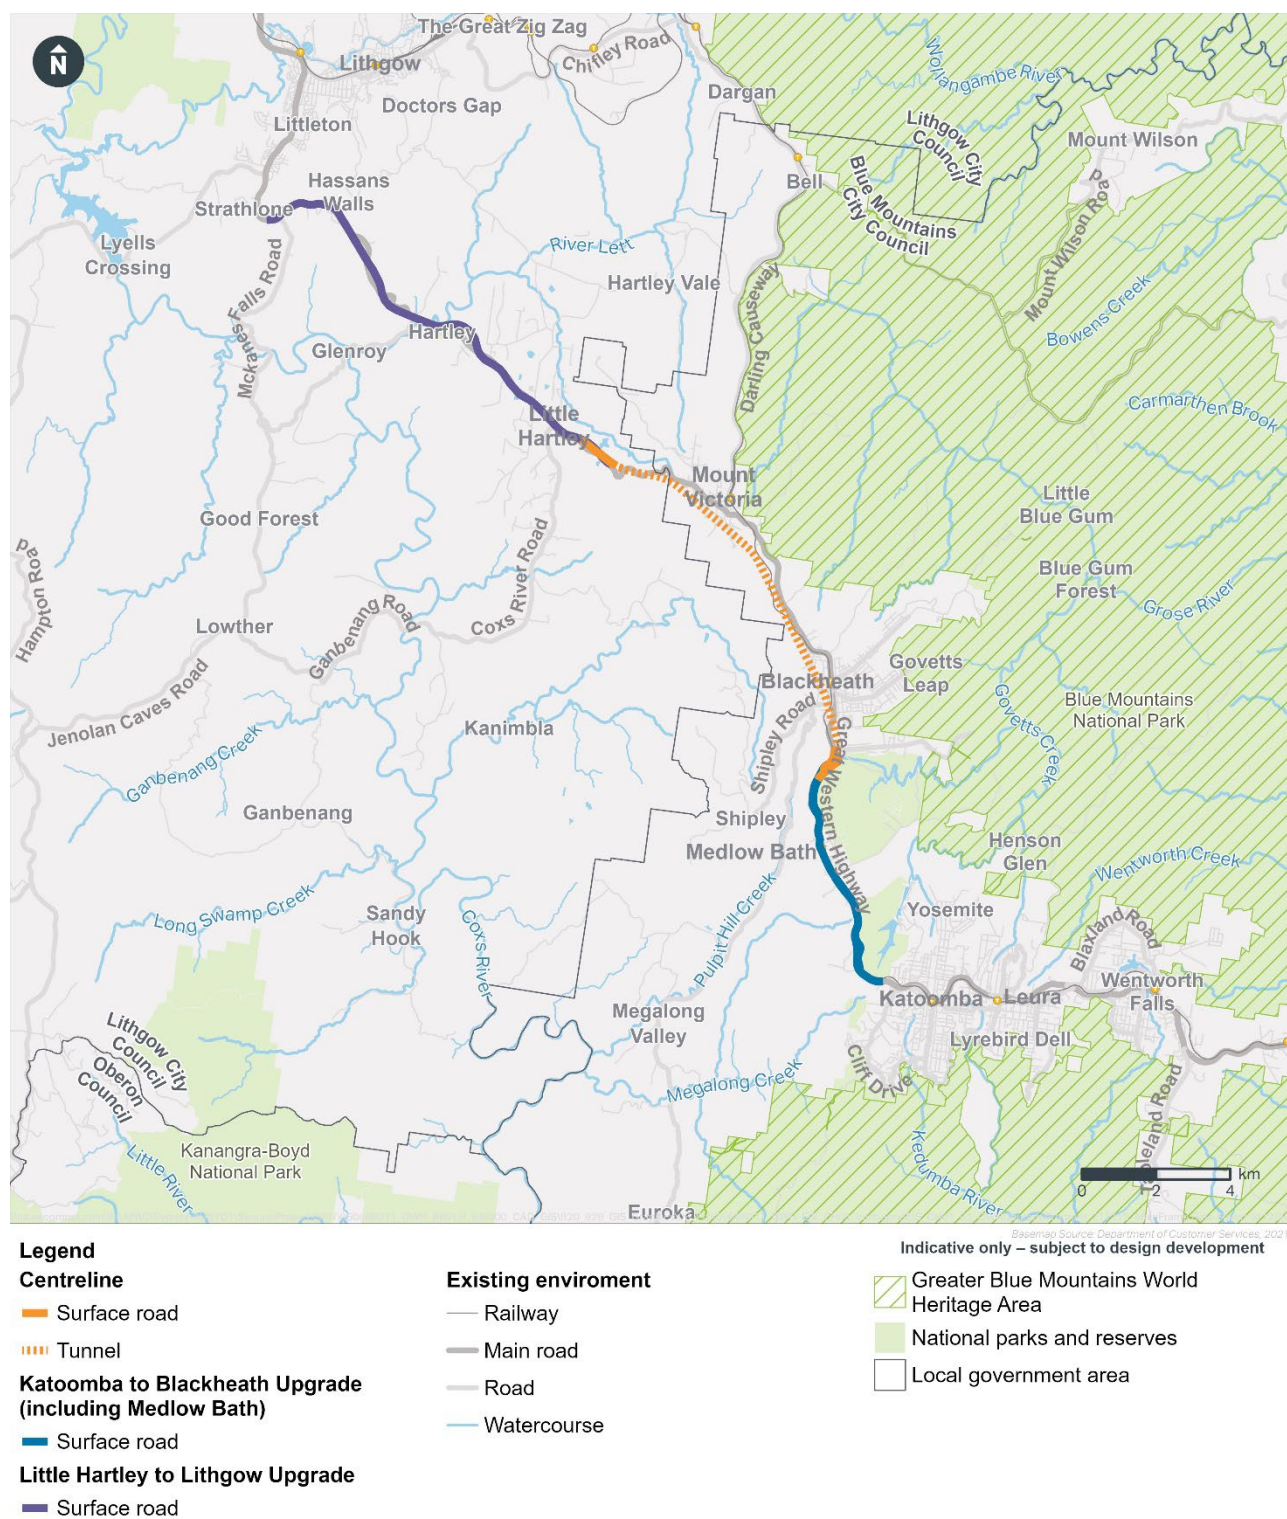 N
The Great Zig Zag
Chifley Road
Lithgow
Dargan
Wollangambe River
Doctors Gap
Littleton
Lithgow City
Council
Mount Wilson
Blue Mountains
City Council
Bell
Hassans
Walls
Strathlone
Mount Wilson Road
Lyells
Crossing
River Lett
Hartley Vale
Mckanes Falls Road
Darling Causeway
Bowens Creek
Hartley
Glenroy
Carmarthen Brook
Little
Hartley
Mount
Victoria
Little
Blue Gum
Good Forest
Hampton Road
Coxs River Road
Blue Gum
Forest
Grose River
Lowther
Ganbenang Road
Govetts
Leap
Blackheath
Jenolan Caves Road
Govetts Creek
Blue Mountains
National Park
Kanimbla
Shipley Road
Great Western Highway
Ganbenang Creek
Ganbenang
Shipley
Medlow Bath
Henson
Glen
Wentworth Creek
Long Swamp Creek
Sandy
Hook
Coxs River
Pulpit Hill Creek
Yosemite
Blaxland Road
Wentworth
Falls
Katoomba
Leura
Megalong
Valley
Lyrebird Dell
Lithgow City
Council
Oberon
Council
Megalong Creek
Cliff Drive
Tableland Road
Kanangra-Boyd
National Park
Little River
Kedumba River
km
0 2 4
Euroka
Basemap Source: Department of Customer Services, 2021
Indicative only – subject to design development
Legend
Centreline
Surface road
Tunnel
Katoomba to Blackheath Upgrade
(including Medlow Bath)
Surface road
Little Hartley to Lithgow Upgrade
Surface road
Existing enviroment
Railway
Main road
Road
Watercourse
Greater Blue Mountains World
Heritage Area
National parks and reserves
Local government area